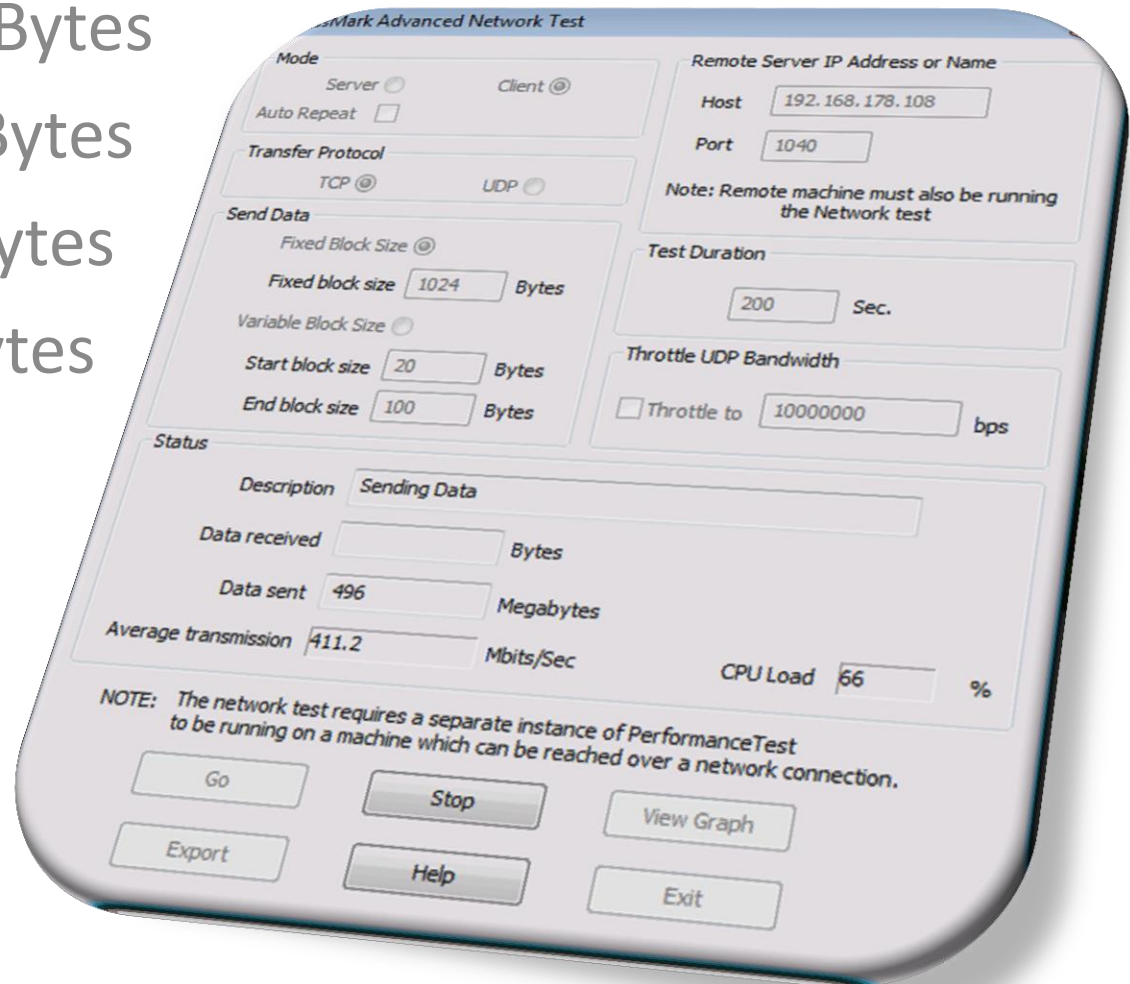 Bytes
Bytes
ytes
tes
Mark Advanced Network Test
Mode
Server Client
Auto Repeat
Transfer Protocol
TCP UDP
Send Data
Fixed Block Size
Fixed block size 1024 Bytes
Variable Block Size
Start block size 20 Bytes
End block size 100 Bytes
Remote Server IP Address or Name
Host 192.168.178.108
Port 1040
Note: Remote machine must also be running
the Network test
Test Duration
200 Sec.
Throttle UDP Bandwidth
Throttle to 10000000 bps
Status
Description Sending Data
Data received Bytes
Data sent 496 Megabytes
Average transmission 411.2 Mbits/Sec CPU Load 66 %
NOTE: The network test requires a separate instance of PerformanceTest
to be running on a machine which can be reached over a network connection.
Go Stop View Graph
Export Help Exit